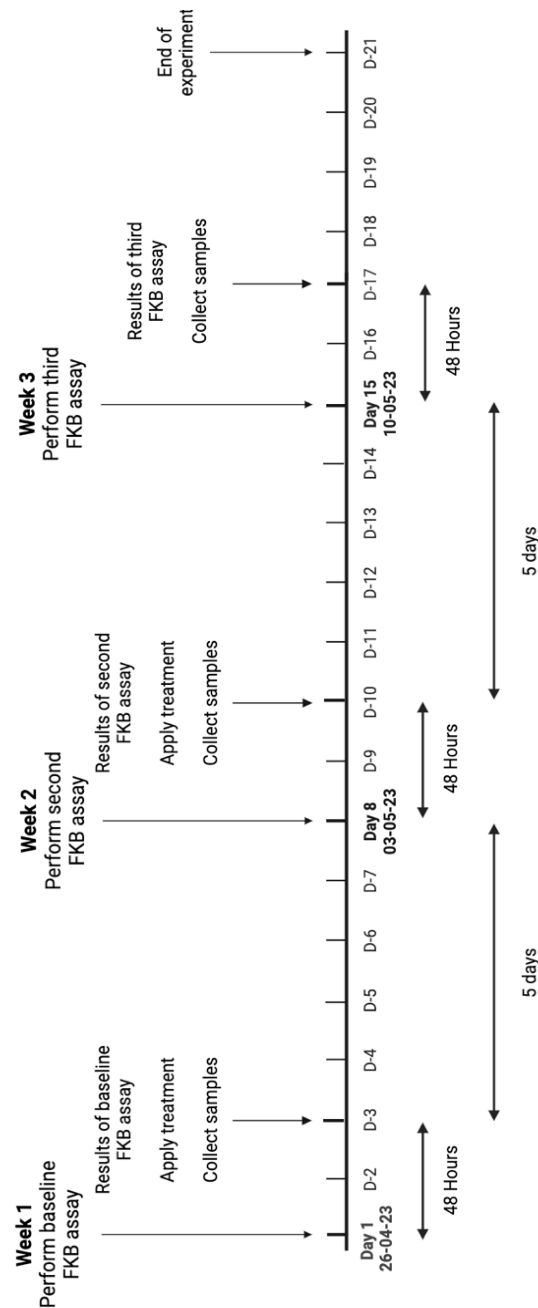 Week 1
Perform baseline
FKB assay
Results of baseline
FKB assay
Apply treatment
Collect samples
Week 2
Perform second
FKB assay
Results of second
FKB assay
Apply treatment
Collect samples
Week 3
Perform third
FKB assay
Results of third
FKB assay
Collect samples
End of
experiment
Day 1
26-04-23
D-2
D-3
D-4
D-5
D-6
D-7
Day 8
03-05-23
D-9
D-10
D-11
D-12
D-13
D-14
Day 15
10-05-23
D-16
D-17
D-18
D-19
D-20
D-21
48 Hours
48 Hours
48 Hours
5 days
5 days